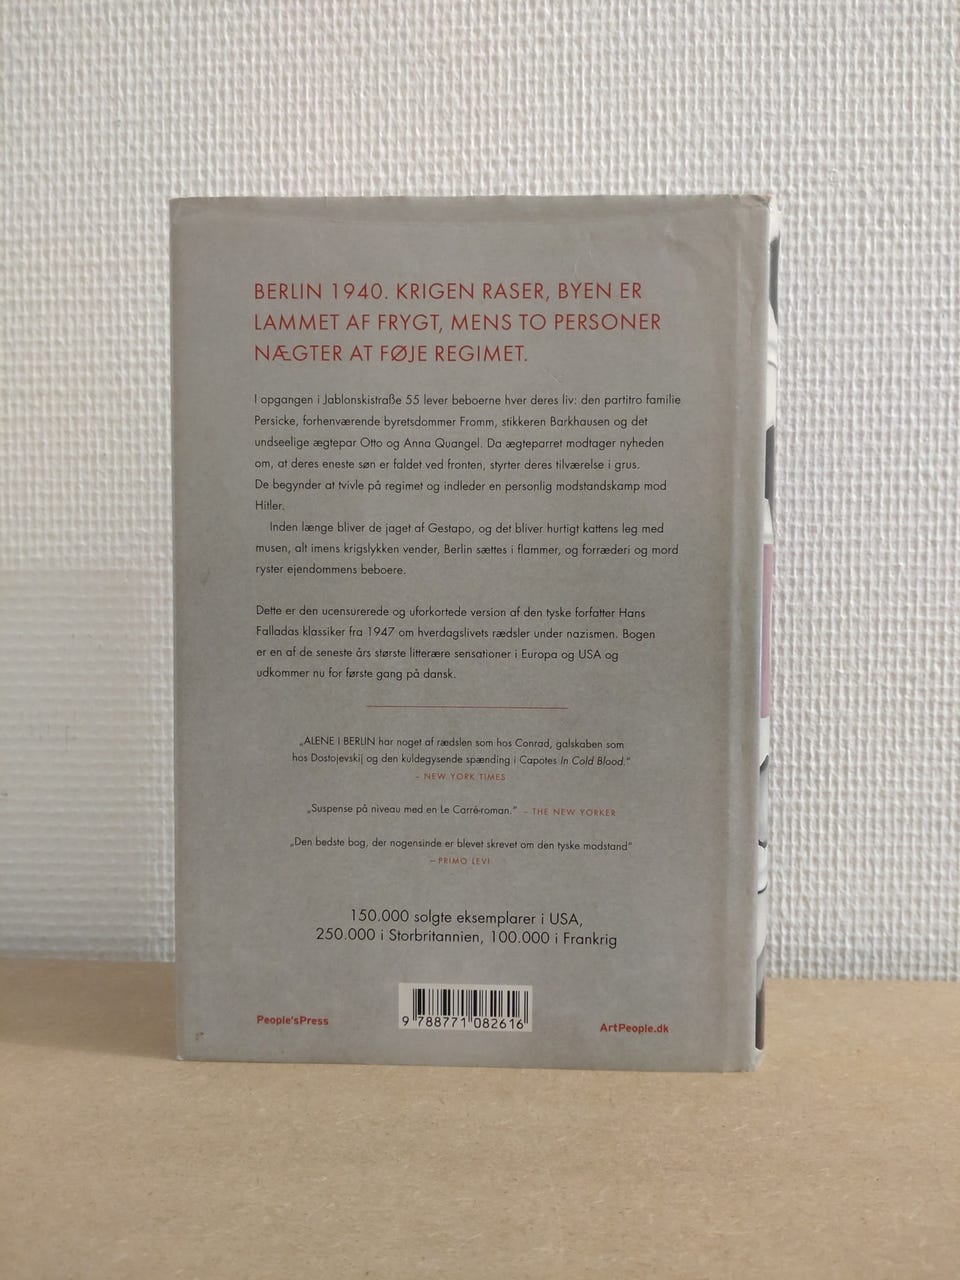 BERLIN 1940. KRIGEN RASER, BYEN ER
LAMMET AF FRYGT, MENS TO PERSONER
NÆGTER AT FØJE REGIMET.
I opgangen i Jablonskistraße 55 lever beboerne hver deres liv: den partitro familie
Persicke, forhenværende byretsdommer Fromm, stikkeren Barkhausen og det
undseelige ægtepar Otto og Anna Quangel. Da ægteparret modtager nyheden
om, at deres eneste søn er faldet ved fronten, styrter deres tilværelse i grus.
De begynder at tvivle på regimet og indleder en personlig modstandskamp mod
Hitler.
Inden længe bliver de jaget af Gestapo, og det bliver hurtigt kattens leg med
musen, alt imens krigslykken vender, Berlin sættes i flammer, og forræderi og mord
ryster ejendommens beboere.
Dette er den ucensurerede og uforkortede version af den tyske forfatter Hans
Falladas klassiker fra 1947 om hverdagslivets rædsler under nazismen. Bogen
er en af de seneste års største litterære sensationer i Europa og USA og
udkommer nu for første gang på dansk.
„ALENE I BERLIN har noget af rædslen som hos Conrad, galskaben som
hos Dostojevskij og den kuldegysende spænding i Capotes In Cold Blood.”
– NEW YORK TIMES
„Suspense på niveau med en Le Carré-roman.” – THE NEW YORKER
„Den bedste bog, der nogensinde er blevet skrevet om den tyske modstand”
– PRIMO LEVI
150.000 solgte eksemplarer i USA,
250.000 i Storbritannien, 100.000 i Frankrig
People'sPress
9 788771 082616
ArtPeople.dk